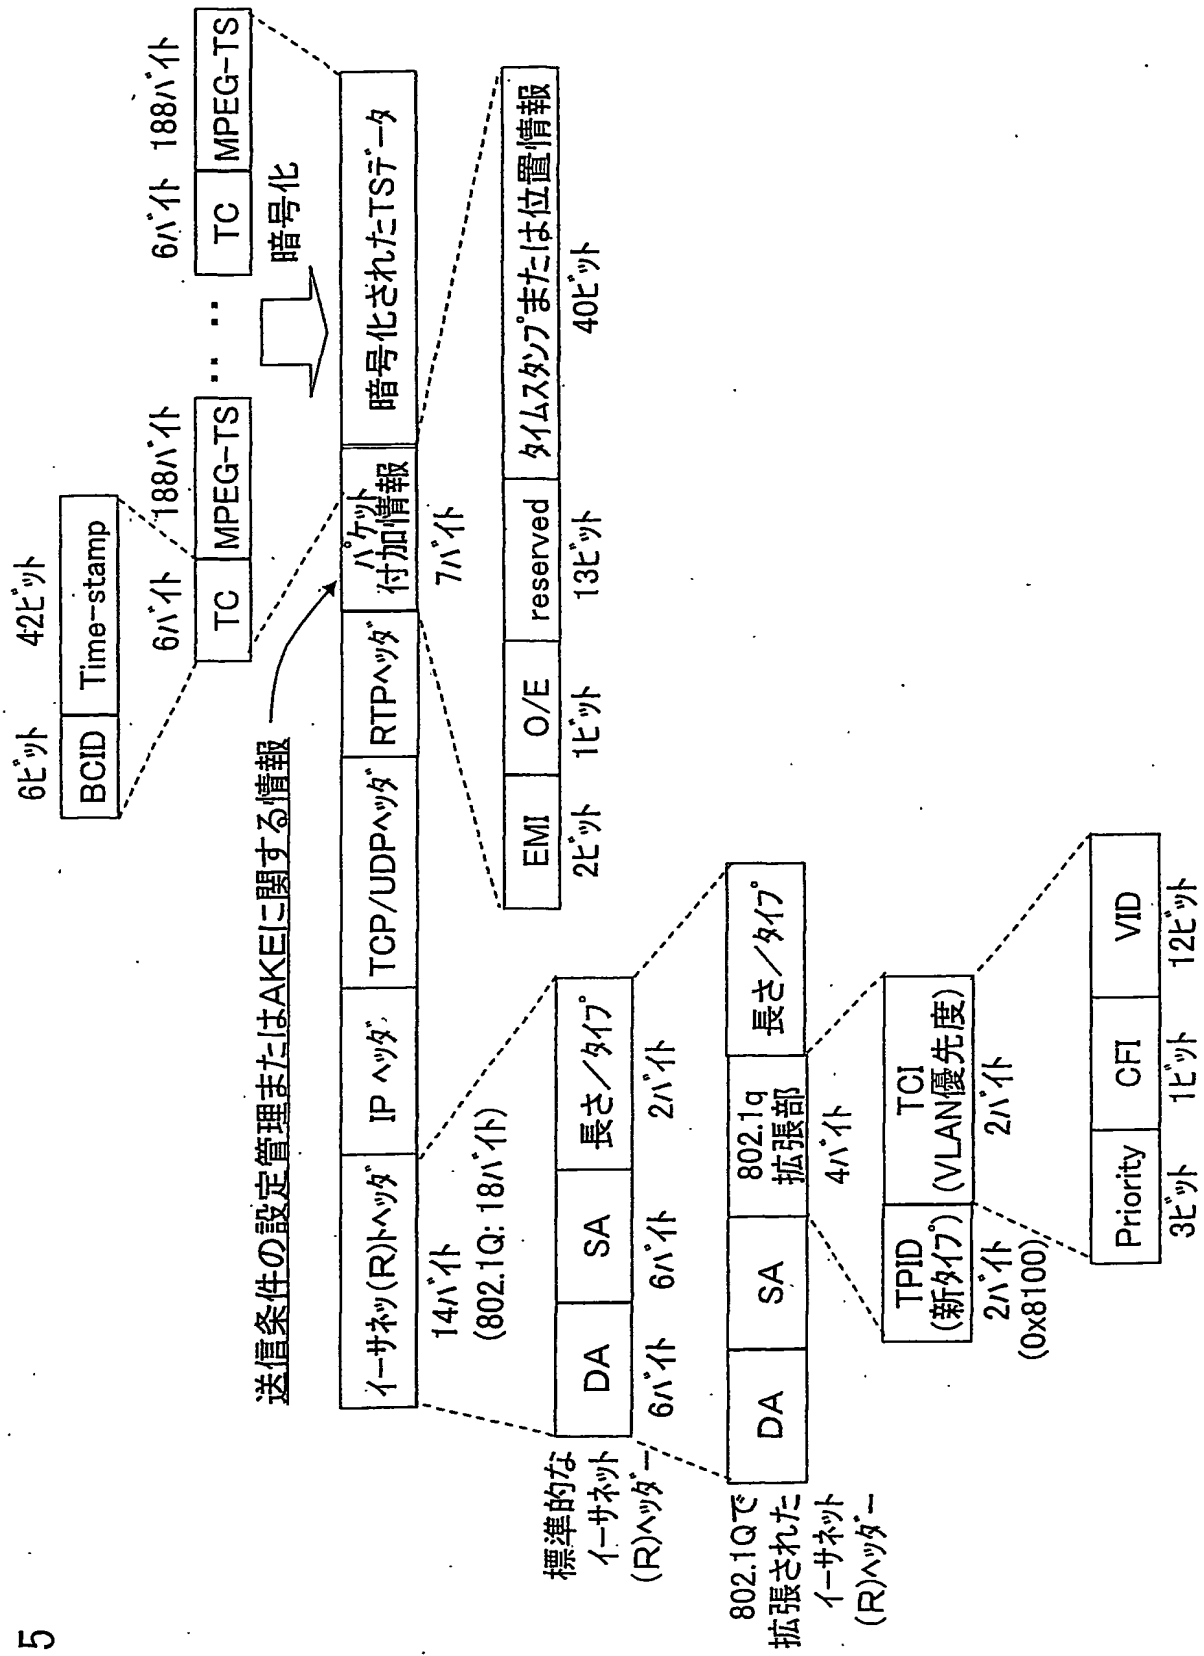 5
6ビット 42ビット
BCID Time-stamp
6バイト 188バイト 6バイト 188バイト
TC MPEG-TS ‥ ‥ TC MPEG-TS
暗号化
送信条件の設定管理またはAKEに関する情報
イーサネッ(R)トヘッダ IP ヘッダ TCP/UDPヘッダ RTPヘッダ パケット付加情報 暗号化されたTSデータ
14バイト 7バイト
(802.1Q: 18バイト)
EMI O/E reserved タイムスタンプまたは位置情報
2ビット 1ビット 13ビット 40ビット
標準的な
イーサネット
(R)ヘッダー
DA SA 長さ/タイプ
6バイト 6バイト 2バイト
802.1Qで
拡張された
イーサネット
(R)ヘッダー
DA SA 802.1q拡張部 長さ/タイプ
4バイト
TPID TCI
(新タイプ) (VLAN優先度)
2バイト 2バイト
(0x8100)
Priority CFI VID
3ビット 1ビット 12ビット